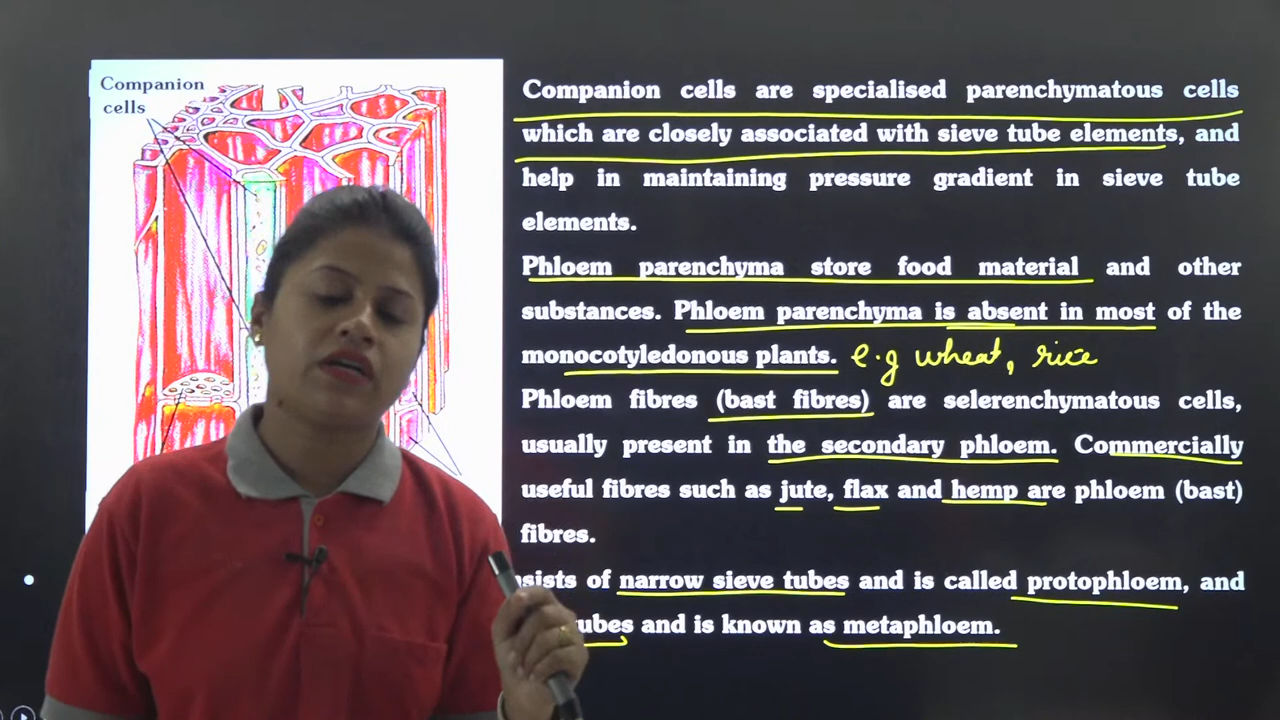 Companion
cells
Companion cells are specialised parenchymatous cells
which are closely associated with sieve tube elements, and
help in maintaining pressure gradient in sieve tube
elements.
Phloem parenchyma store food material and other
substances. Phloem parenchyma is absent in most of the
monocotyledonous plants. e.g wheat, rice
Phloem fibres (bast fibres) are selerenchymatous cells,
usually present in the secondary phloem. Commercially
useful fibres such as jute, flax and hemp are phloem (bast)
fibres.
of narrow sieve tubes and is called protophloem, and
and is known as metaphloem.